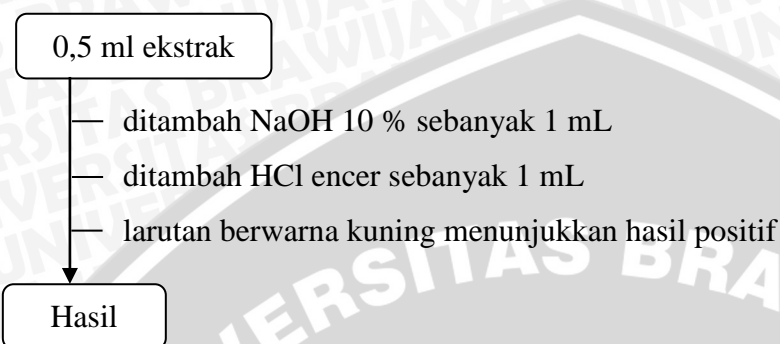 0,5 ml ekstrak
ditambah NaOH 10 % sebanyak 1 mL
ditambah HCl encer sebanyak 1 mL
larutan berwarna kuning menunjukkan hasil positif
Hasil